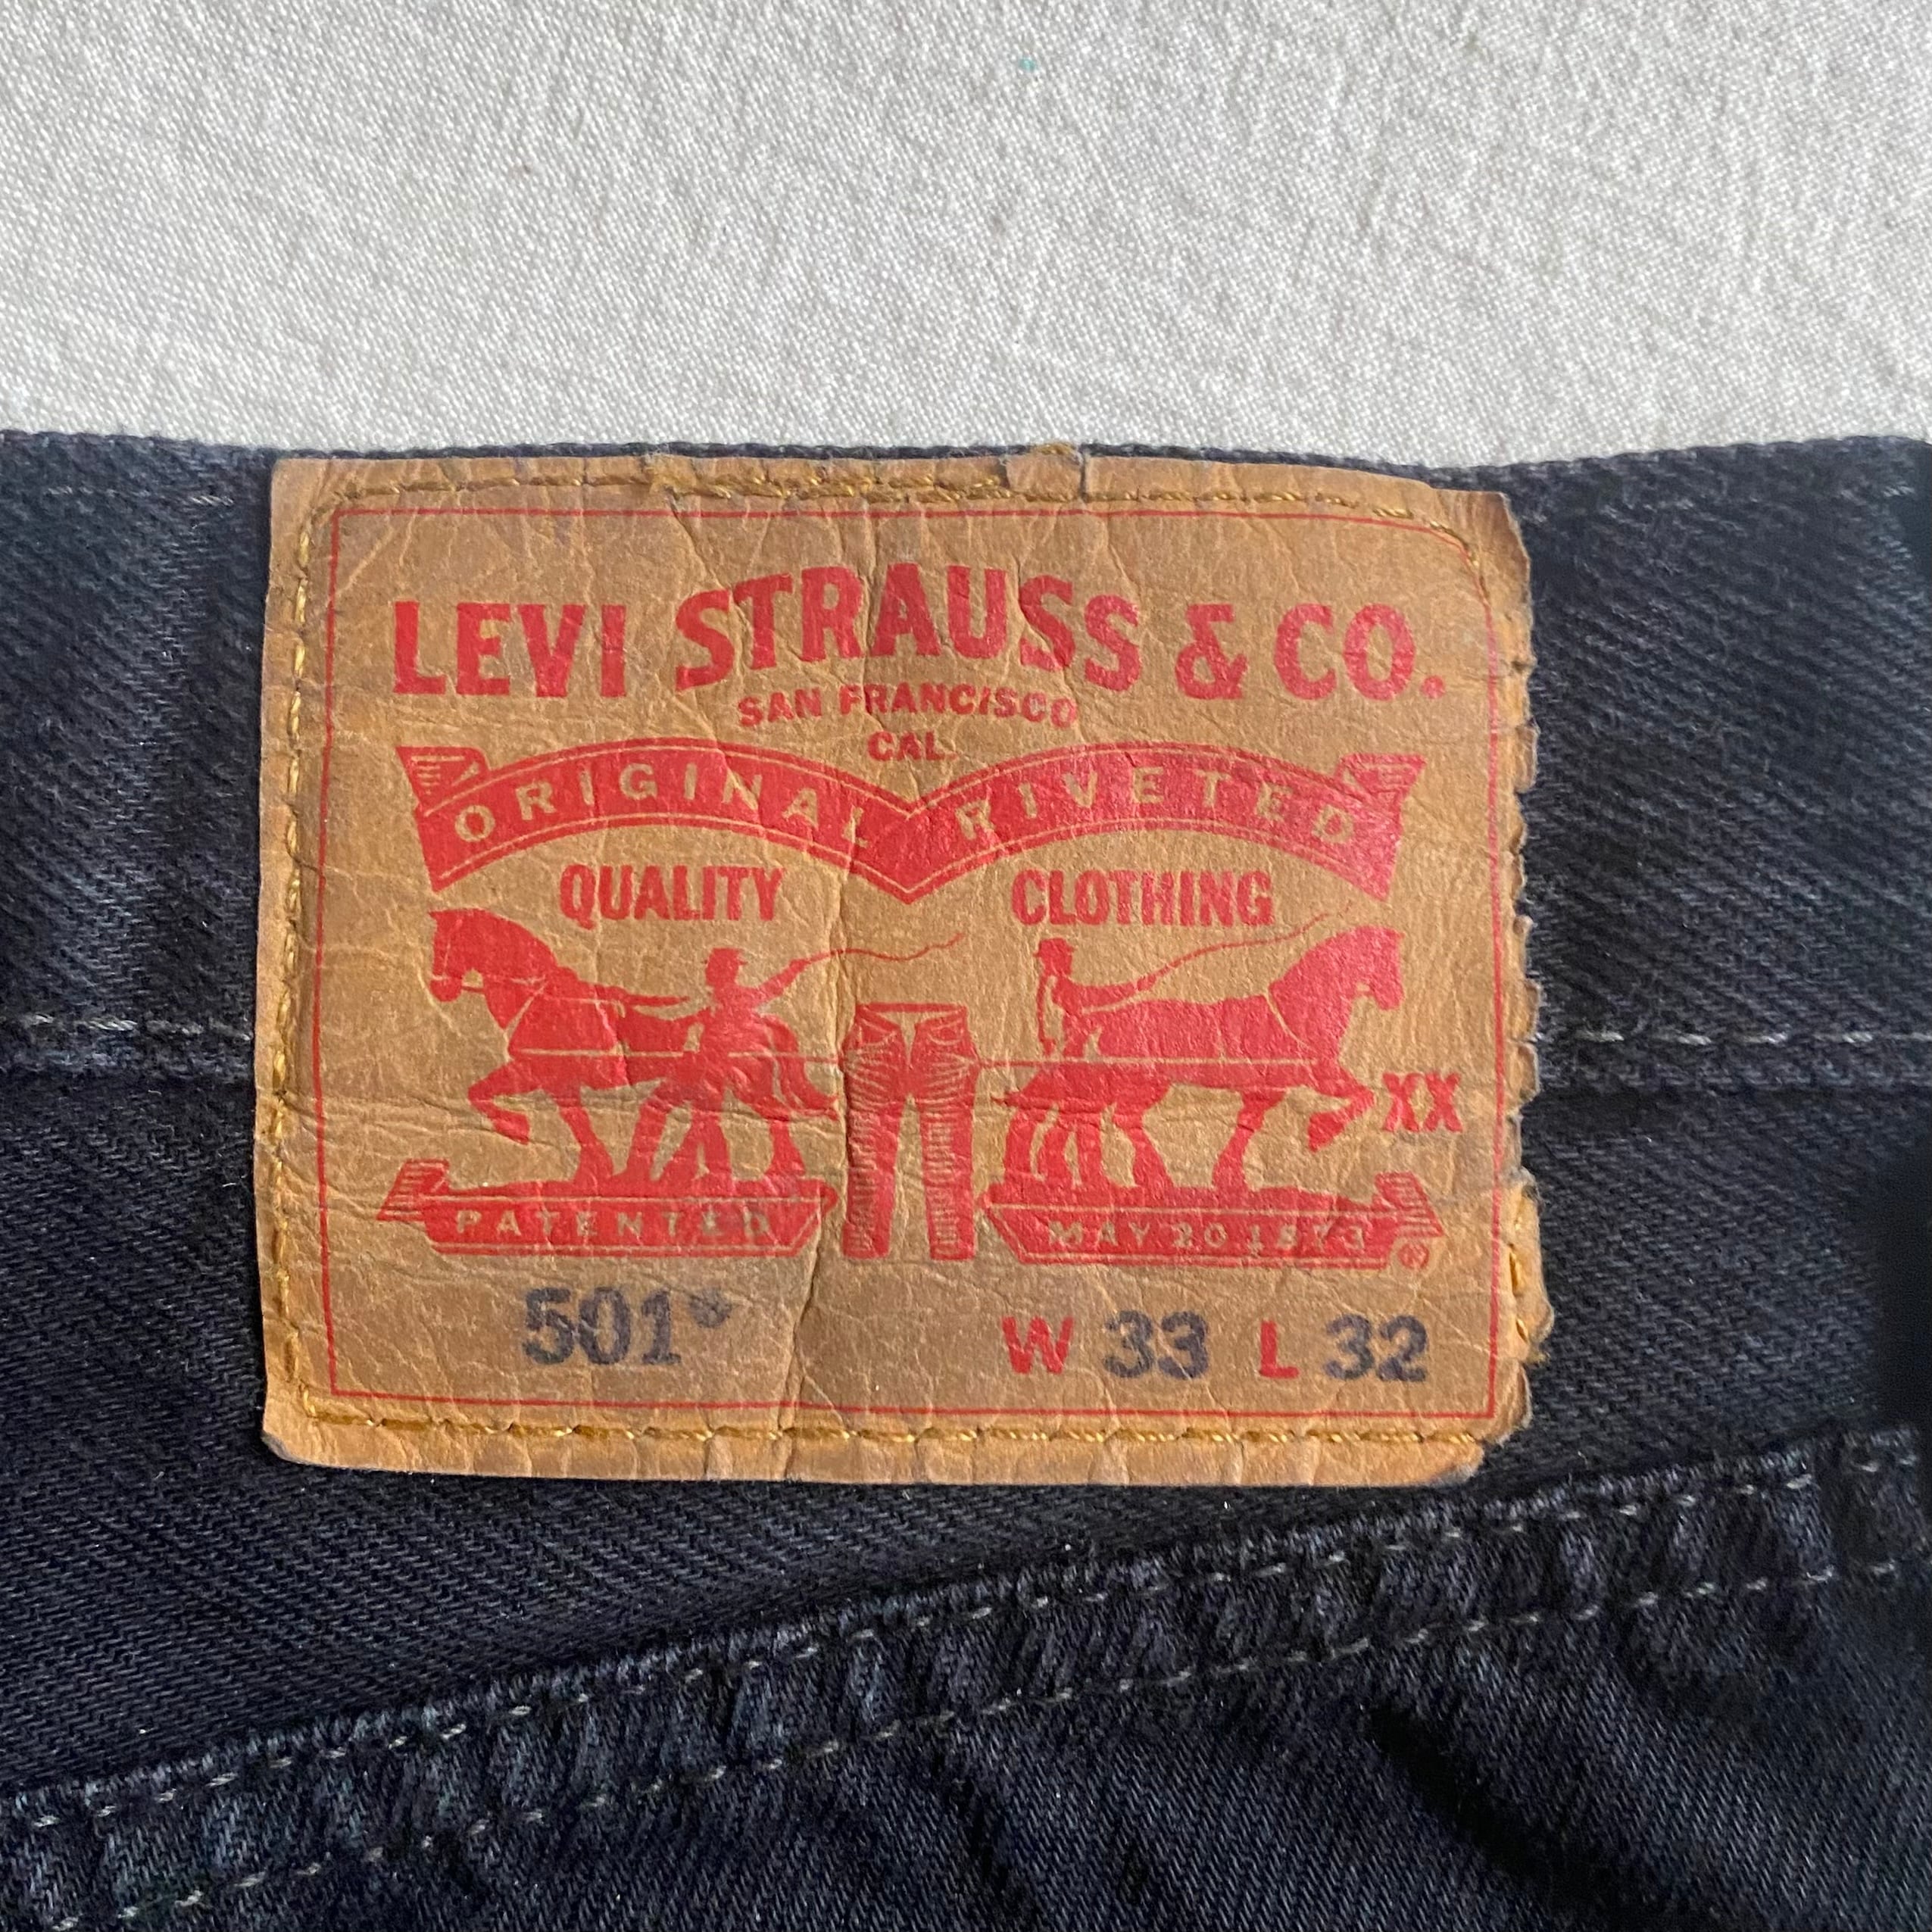 LEVI STRAUSS & CO.
SAN FRANCISCO
CAL.
ORIGINAL RIVETED
QUALITY CLOTHING
XX
PATENTED MAY 20 1873 ®
501® W 33 L 32